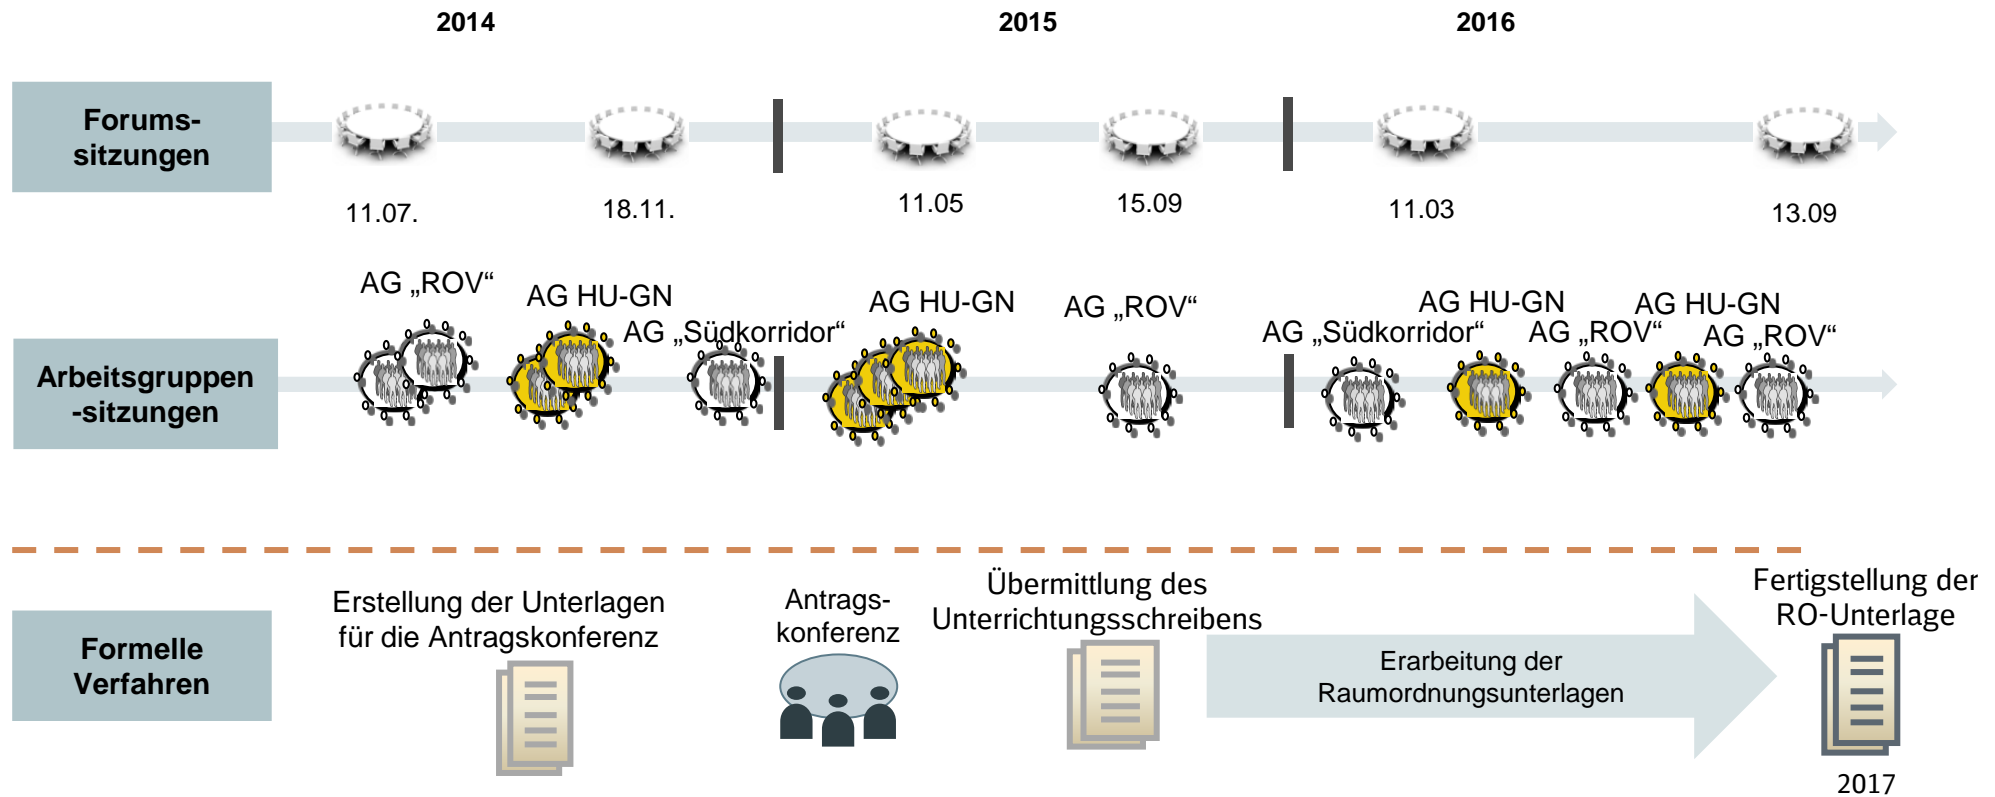 2014
2015
2016
Forums-
sitzungen
11.07.
18.11.
11.05
15.09
11.03
13.09
Arbeitsgruppen
-sitzungen
AG „ROV“
AG HU-GN
AG „Südkorridor“
AG HU-GN
AG „ROV“
AG „Südkorridor“
AG HU-GN
AG „ROV“
AG HU-GN
AG „ROV“
Formelle
Verfahren
Erstellung der Unterlagen
für die Antragskonferenz
Antrags-
konferenz
Übermittlung des
Unterrichtungsschreibens
Erarbeitung der
Raumordnungsunterlagen
Fertigstellung der
RO-Unterlage
2017